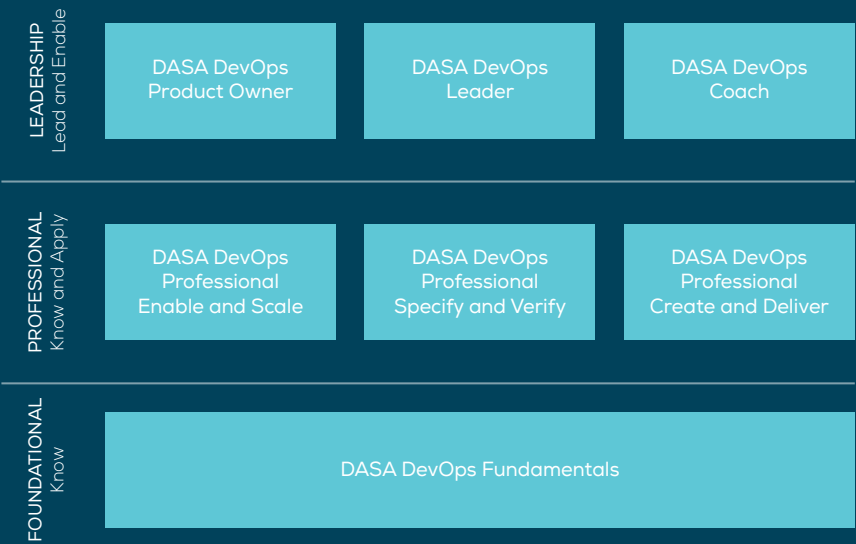 LEADERSHIP
Lead and Enable
DASA DevOps
Product Owner
DASA DevOps
Leader
DASA DevOps
Coach
PROFESSIONAL
Know and Apply
DASA DevOps
Professional
Enable and Scale
DASA DevOps
Professional
Specify and Verify
DASA DevOps
Professional
Create and Deliver
FOUNDATIONAL
Know
DASA DevOps Fundamentals